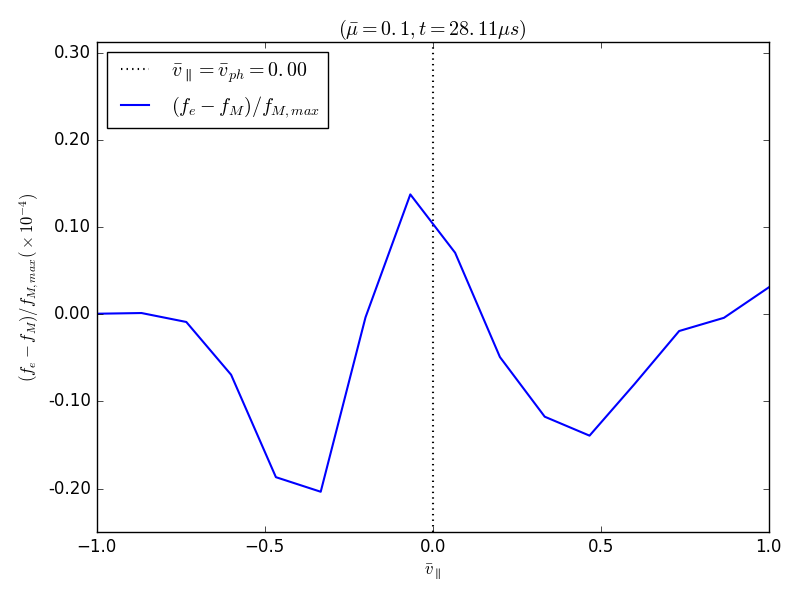 (μ̄ = 0.1, t = 28.11μs)
v̄∥ = v̄ph = 0.00
(fe − fM)/fM,max
0.30
0.20
0.10
0.00
-0.10
-0.20
(fe − fM)/fM,max(×10⁻⁴)
−1.0 −0.5 0.0 0.5 1.0
v̄∥